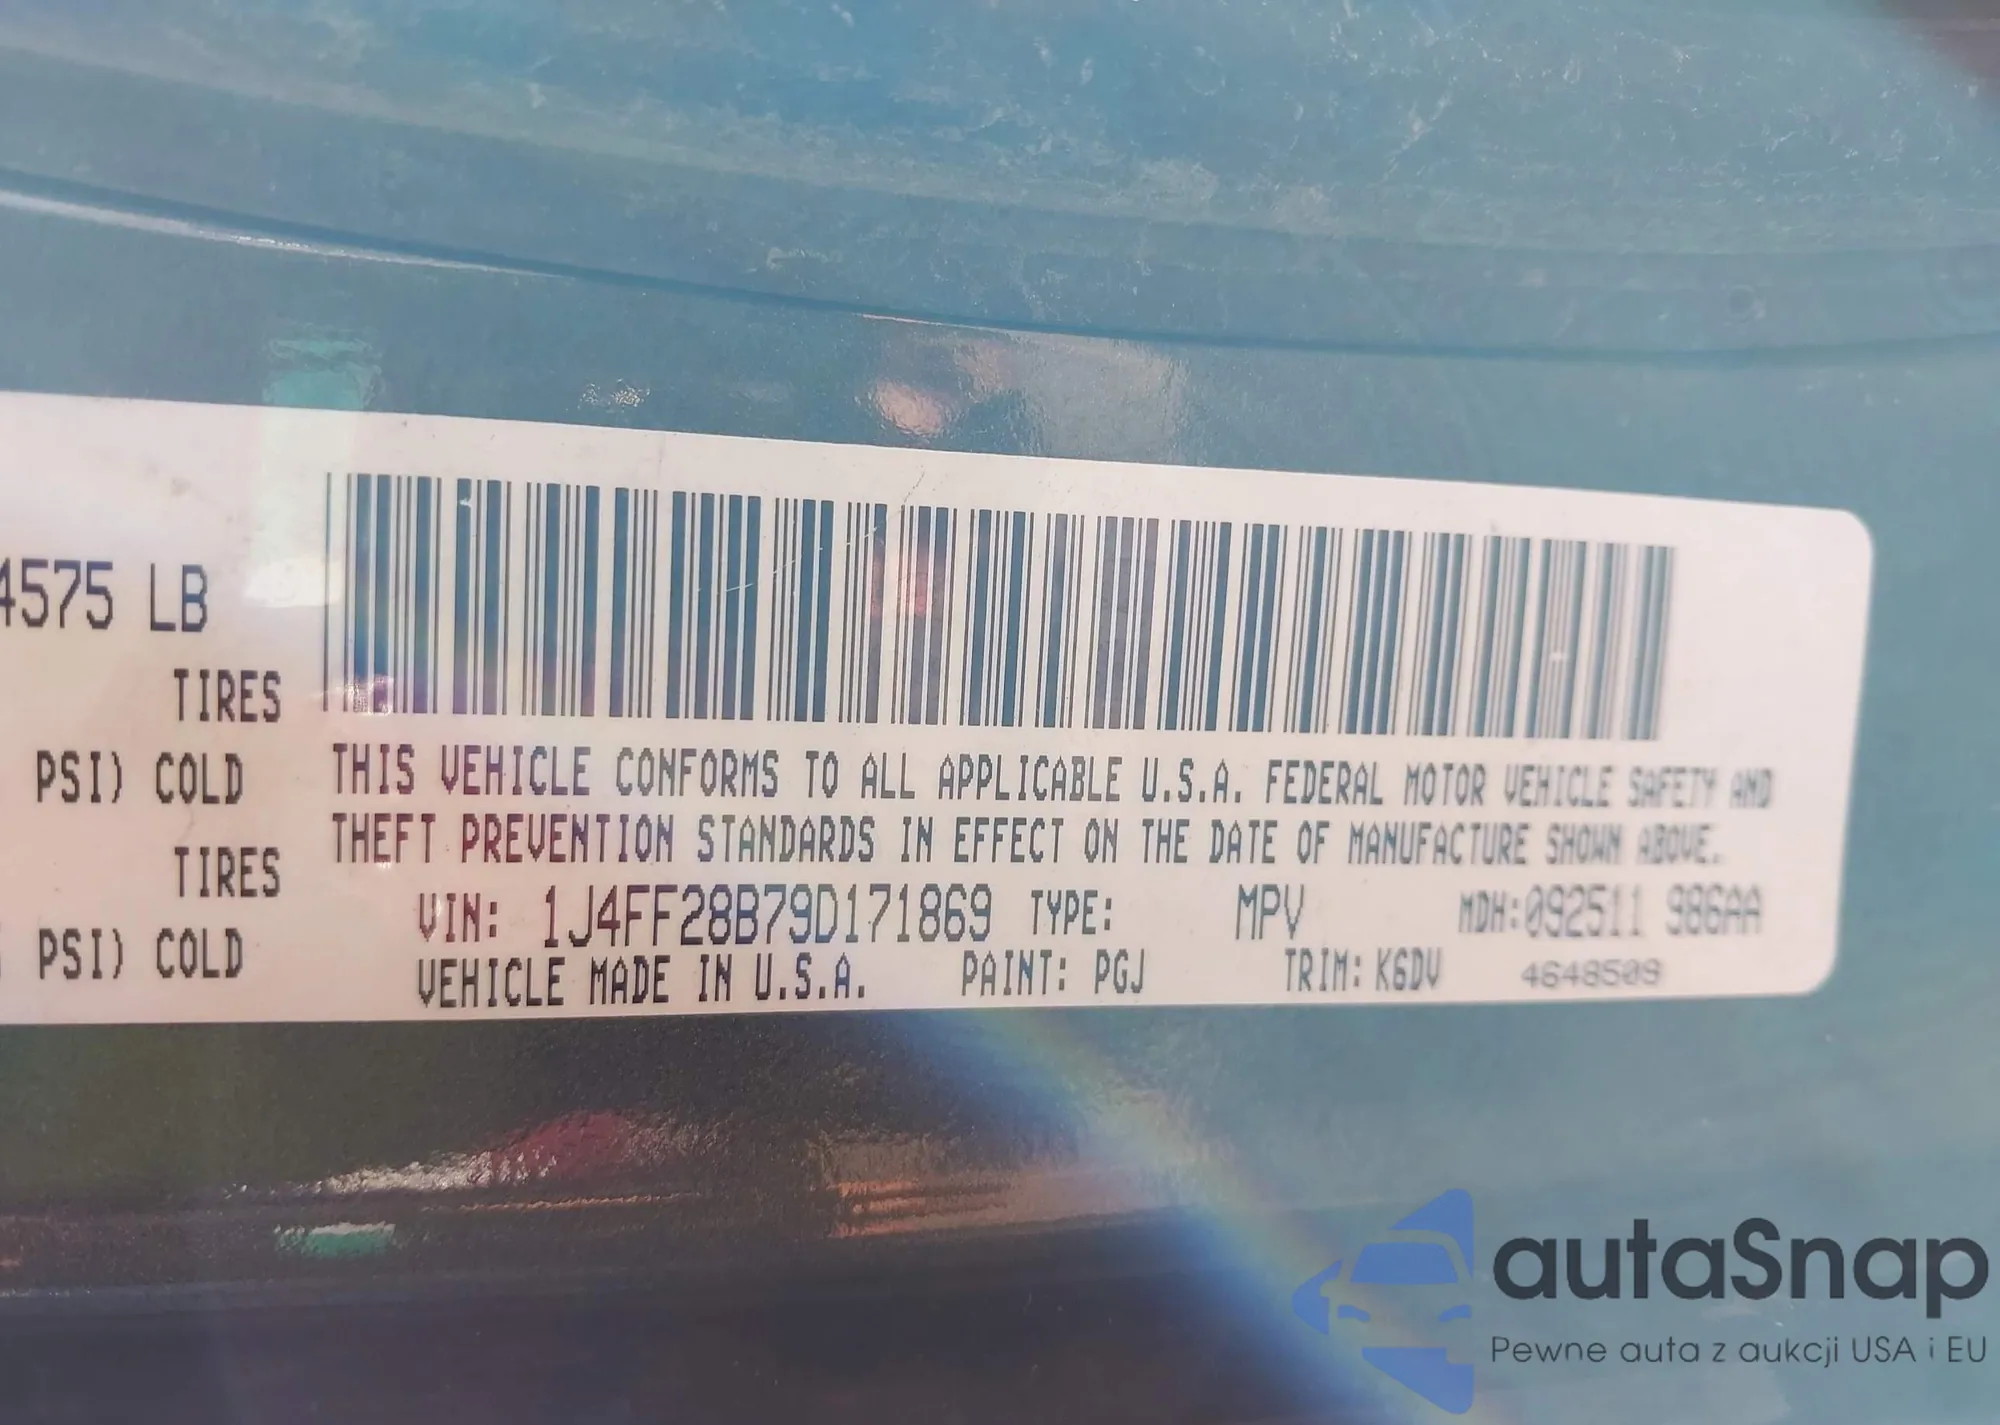 4575 LB
TIRES
PSI) COLD
TIRES
PSI) COLD
THIS VEHICLE CONFORMS TO ALL APPLICABLE U.S.A. FEDERAL MOTOR VEHICLE SAFETY AND
THEFT PREVENTION STANDARDS IN EFFECT ON THE DATE OF MANUFACTURE SHOWN ABOVE.
VIN: 1J4FF28B79D171869 TYPE: MPV MDH:092511 986AA
VEHICLE MADE IN U.S.A. PAINT: PGJ TRIM: K6DV 4648509
autaSnap
Pewne auta z aukcji USA i EU